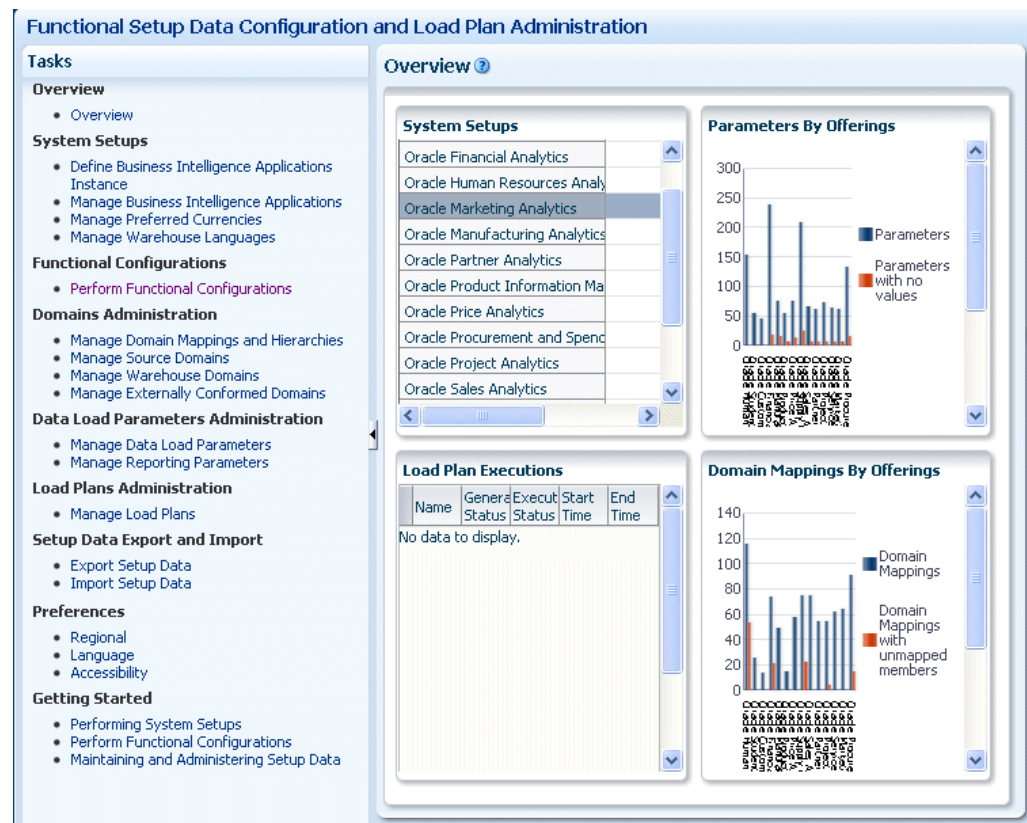 Functional Setup Data Configuration and Load Plan Administration
Tasks
Overview
Overview
System Setups
Define Business Intelligence Applications
Instance
Manage Business Intelligence Applications
Manage Preferred Currencies
Manage Warehouse Languages
Functional Configurations
Perform Functional Configurations
Domains Administration
Manage Domain Mappings and Hierarchies
Manage Source Domains
Manage Warehouse Domains
Manage Externally Conformed Domains
Data Load Parameters Administration
Manage Data Load Parameters
Manage Reporting Parameters
Load Plans Administration
Manage Load Plans
Setup Data Export and Import
Export Setup Data
Import Setup Data
Preferences
Regional
Language
Accessibility
Getting Started
Performing System Setups
Perform Functional Configurations
Maintaining and Administering Setup Data
Overview ?
System Setups
Oracle Financial Analytics
Oracle Human Resources Analy
Oracle Marketing Analytics
Oracle Manufacturing Analytics
Oracle Partner Analytics
Oracle Product Information Ma
Oracle Price Analytics
Oracle Procurement and Spend
Oracle Project Analytics
Oracle Sales Analytics
Parameters By Offerings
300
250
200
150
100
50
0
Parameters
Parameters
with no
values
Load Plan Executions
Name
Genera
Status
Execut
Status
Start
Time
End
Time
No data to display.
Domain Mappings By Offerings
140
120
100
80
60
40
20
0
Domain
Mappings
Domain
Mappings
with
unmapped
members